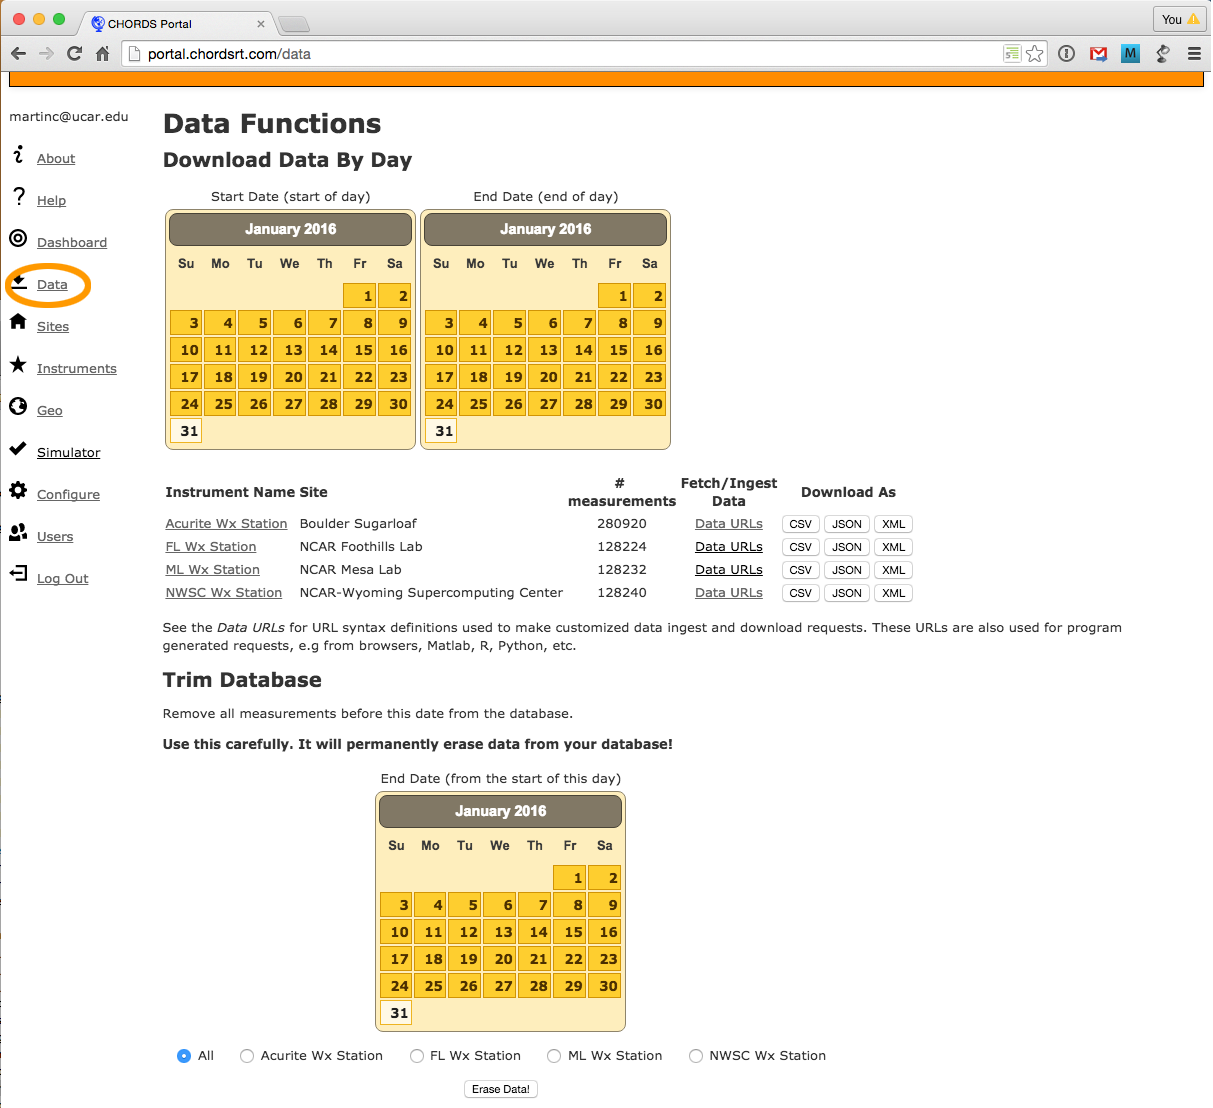 CHORDS Portal
You
portal.chordsrt.com/data
M
martinc@ucar.edu
About
Help
Dashboard
Data
Sites
Instruments
Geo
Simulator
Configure
Users
Log Out
Data Functions
Download Data By Day
Start Date (start of day) End Date (end of day)
January 2016 January 2016
Su Mo Tu We Th Fr Sa Su Mo Tu We Th Fr Sa
1 2 1 2
3 4 5 6 7 8 9 3 4 5 6 7 8 9
10 11 12 13 14 15 16 10 11 12 13 14 15 16
17 18 19 20 21 22 23 17 18 19 20 21 22 23
24 25 26 27 28 29 30 24 25 26 27 28 29 30
31 31
Instrument Name Site # measurements Fetch/Ingest Data Download As
Acurite Wx Station Boulder Sugarloaf 280920 Data URLs CSV JSON XML
FL Wx Station NCAR Foothills Lab 128224 Data URLs CSV JSON XML
ML Wx Station NCAR Mesa Lab 128232 Data URLs CSV JSON XML
NWSC Wx Station NCAR-Wyoming Supercomputing Center 128240 Data URLs CSV JSON XML
See the Data URLs for URL syntax definitions used to make customized data ingest and download requests. These URLs are also used for program
generated requests, e.g from browsers, Matlab, R, Python, etc.
Trim Database
Remove all measurements before this date from the database.
Use this carefully. It will permanently erase data from your database!
End Date (from the start of this day)
January 2016
Su Mo Tu We Th Fr Sa
1 2
3 4 5 6 7 8 9
10 11 12 13 14 15 16
17 18 19 20 21 22 23
24 25 26 27 28 29 30
31
All Acurite Wx Station FL Wx Station ML Wx Station NWSC Wx Station
Erase Data!